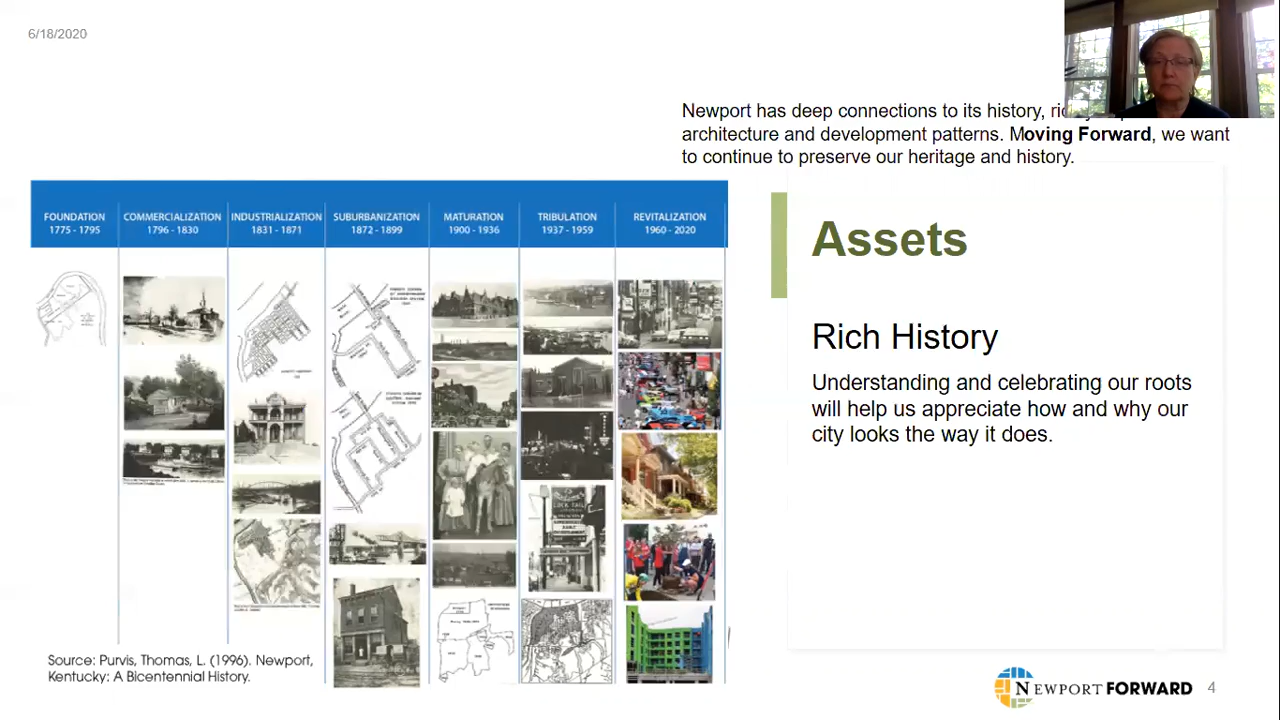 6/18/2020
Newport has deep connections to its history,
architecture and development patterns. Moving Forward, we want
to continue to preserve our heritage and history.
FOUNDATION
1775 - 1795
COMMERCIALIZATION
1796 - 1830
INDUSTRIALIZATION
1831 - 1871
SUBURBANIZATION
1872 - 1899
MATURATION
1900 - 1936
TRIBULATION
1937 - 1959
REVITALIZATION
1960 - 2020
Assets
Rich History
Understanding and celebrating our roots
will help us appreciate how and why our
city looks the way it does.
Source: Purvis, Thomas, L. (1996). Newport,
Kentucky: A Bicentennial History.
NEWPORT FORWARD
4